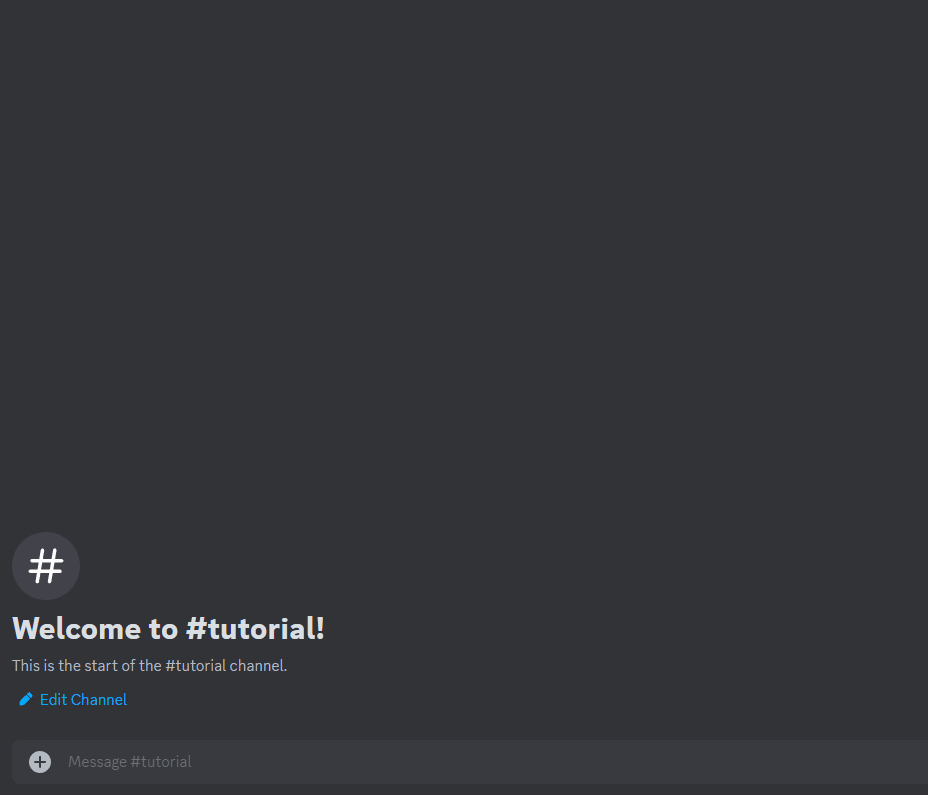 #
Welcome to #tutorial!
This is the start of the #tutorial channel.
Edit Channel
Message #tutorial